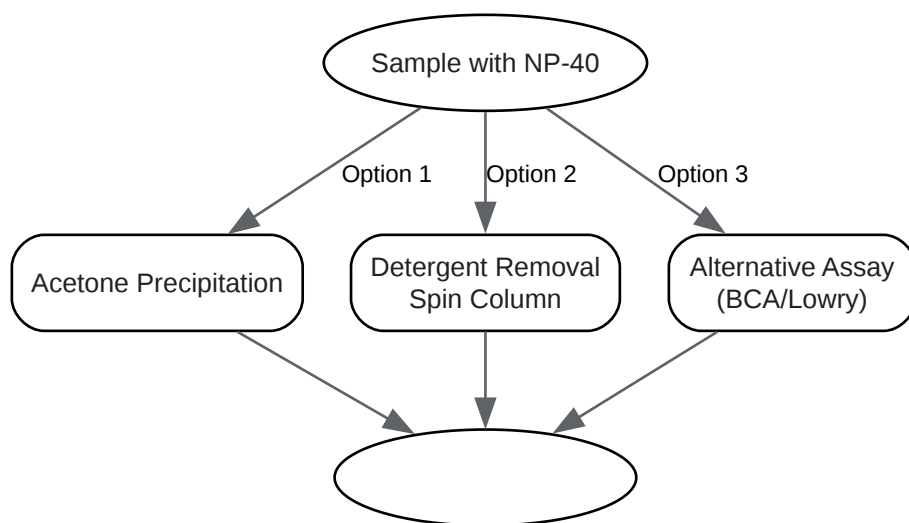 Sample with NP-40
Option 1
Option 2
Option 3
Acetone Precipitation
Detergent Removal
Spin Column
Alternative Assay
(BCA/Lowry)